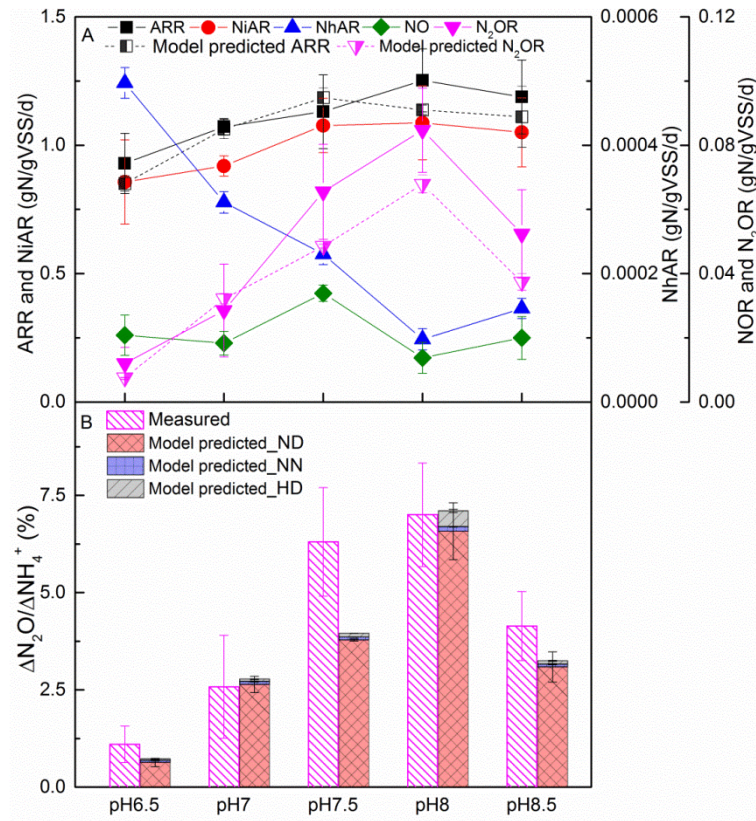 A
ARR NiAR NhAR NO N₂OR
Model predicted ARR Model predicted N₂OR
1.5
1.0
0.5
0.0
ARR and NiAR (gN/gVSS/d)
0.0006
0.0004
0.0002
0.0000
NhAR (gN/gVSS/d)
0.12
0.08
0.04
0.00
NOR and N₂OR (gN/gVSS/d)
B
Measured
Model predicted_ND
Model predicted_NN
Model predicted_HD
7.5
5.0
2.5
0.0
ΔN₂O/ΔNH₄⁺ (%)
pH6.5 pH7 pH7.5 pH8 pH8.5